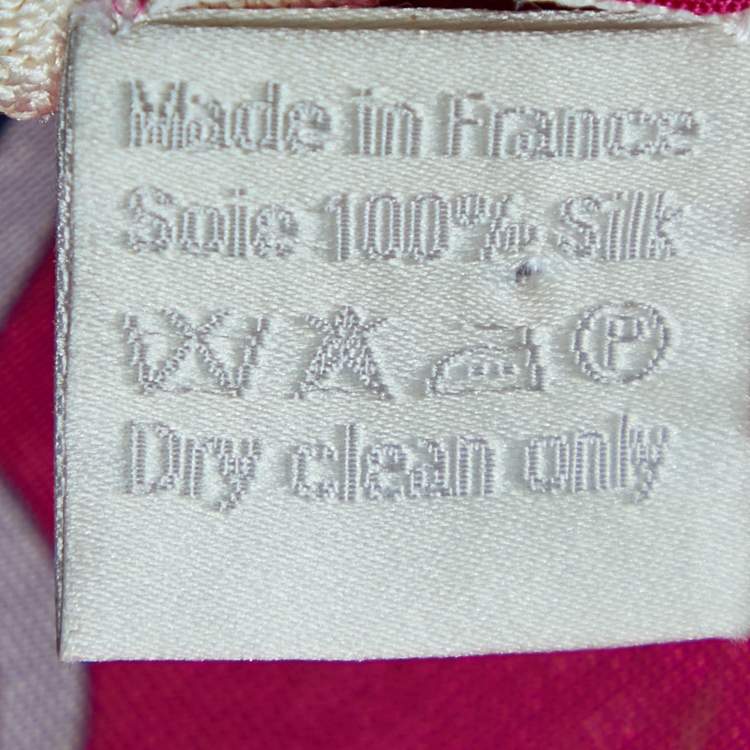 Made in France
Soie 100% Silk
P
Dry clean only